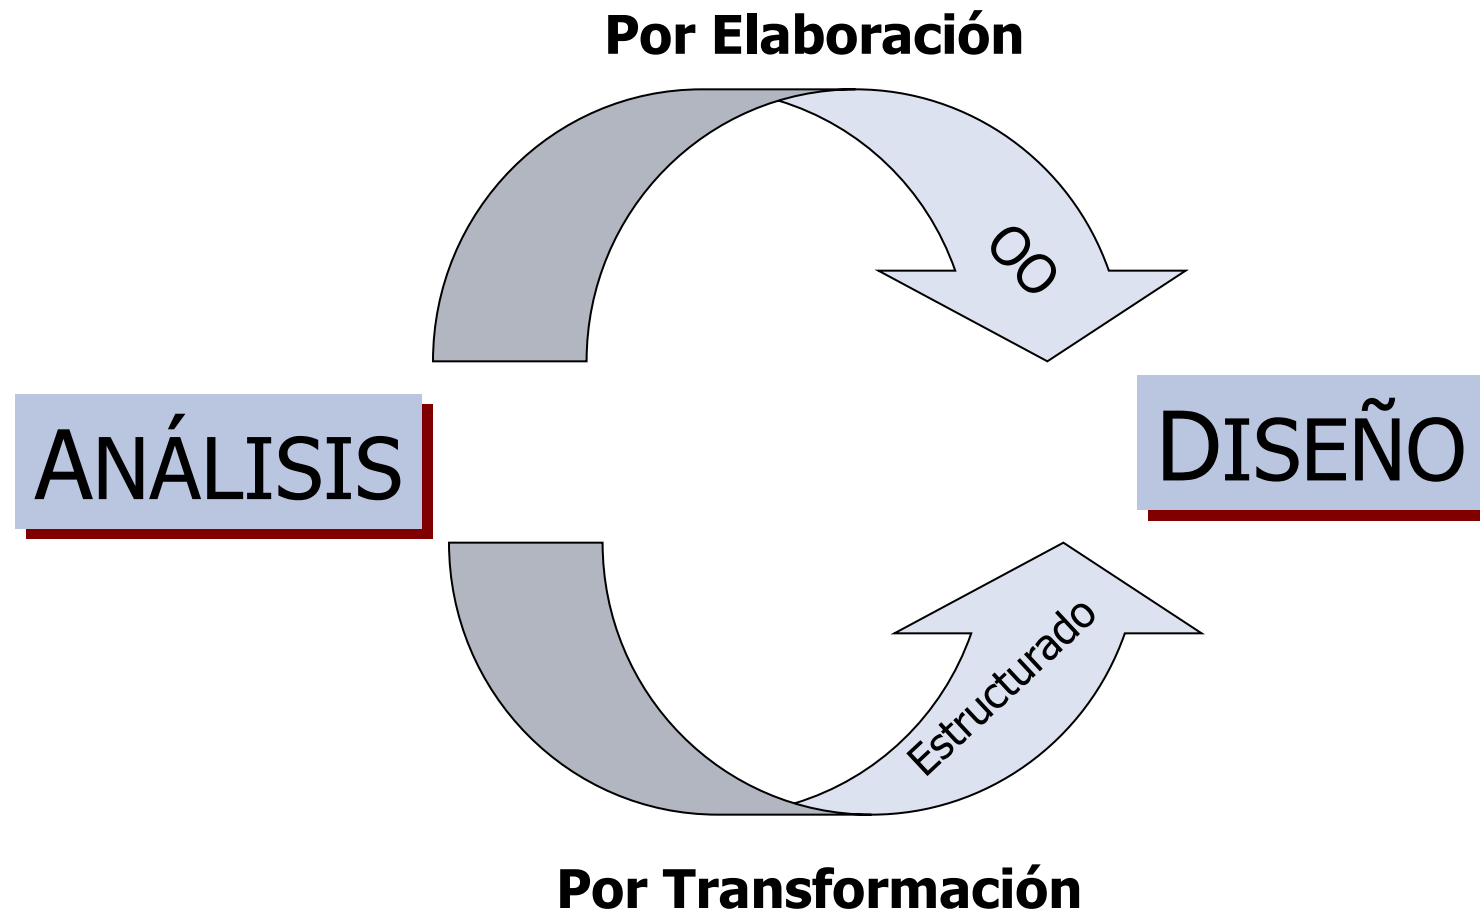 Por Elaboración
OO
ANÁLISIS
DISEÑO
Estructurado
Por Transformación